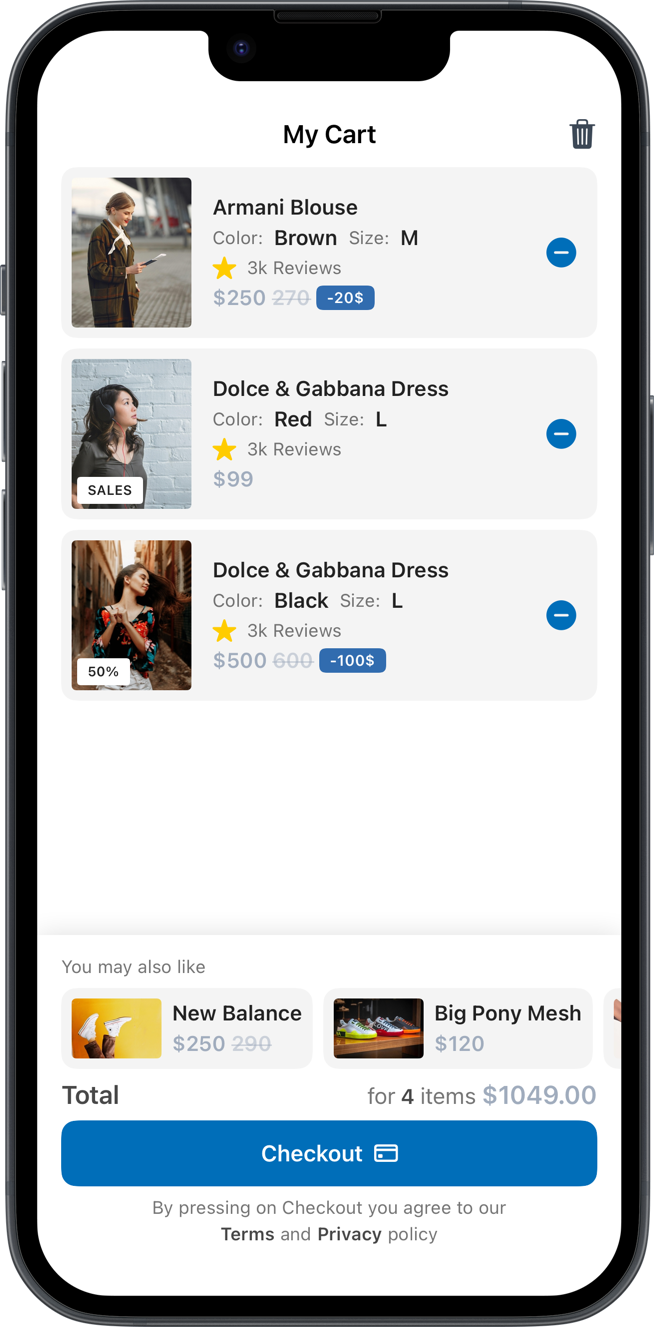 My Cart
Armani Blouse
Color: Brown Size: M
3k Reviews
$250 270 -20$
Dolce & Gabbana Dress
Color: Red Size: L
3k Reviews
$99
SALES
Dolce & Gabbana Dress
Color: Black Size: L
3k Reviews
$500 600 -100$
50%
You may also like
New Balance
$250 290
Big Pony Mesh
$120
Total for 4 items $1049.00
Checkout
By pressing on Checkout you agree to our
Terms and Privacy policy